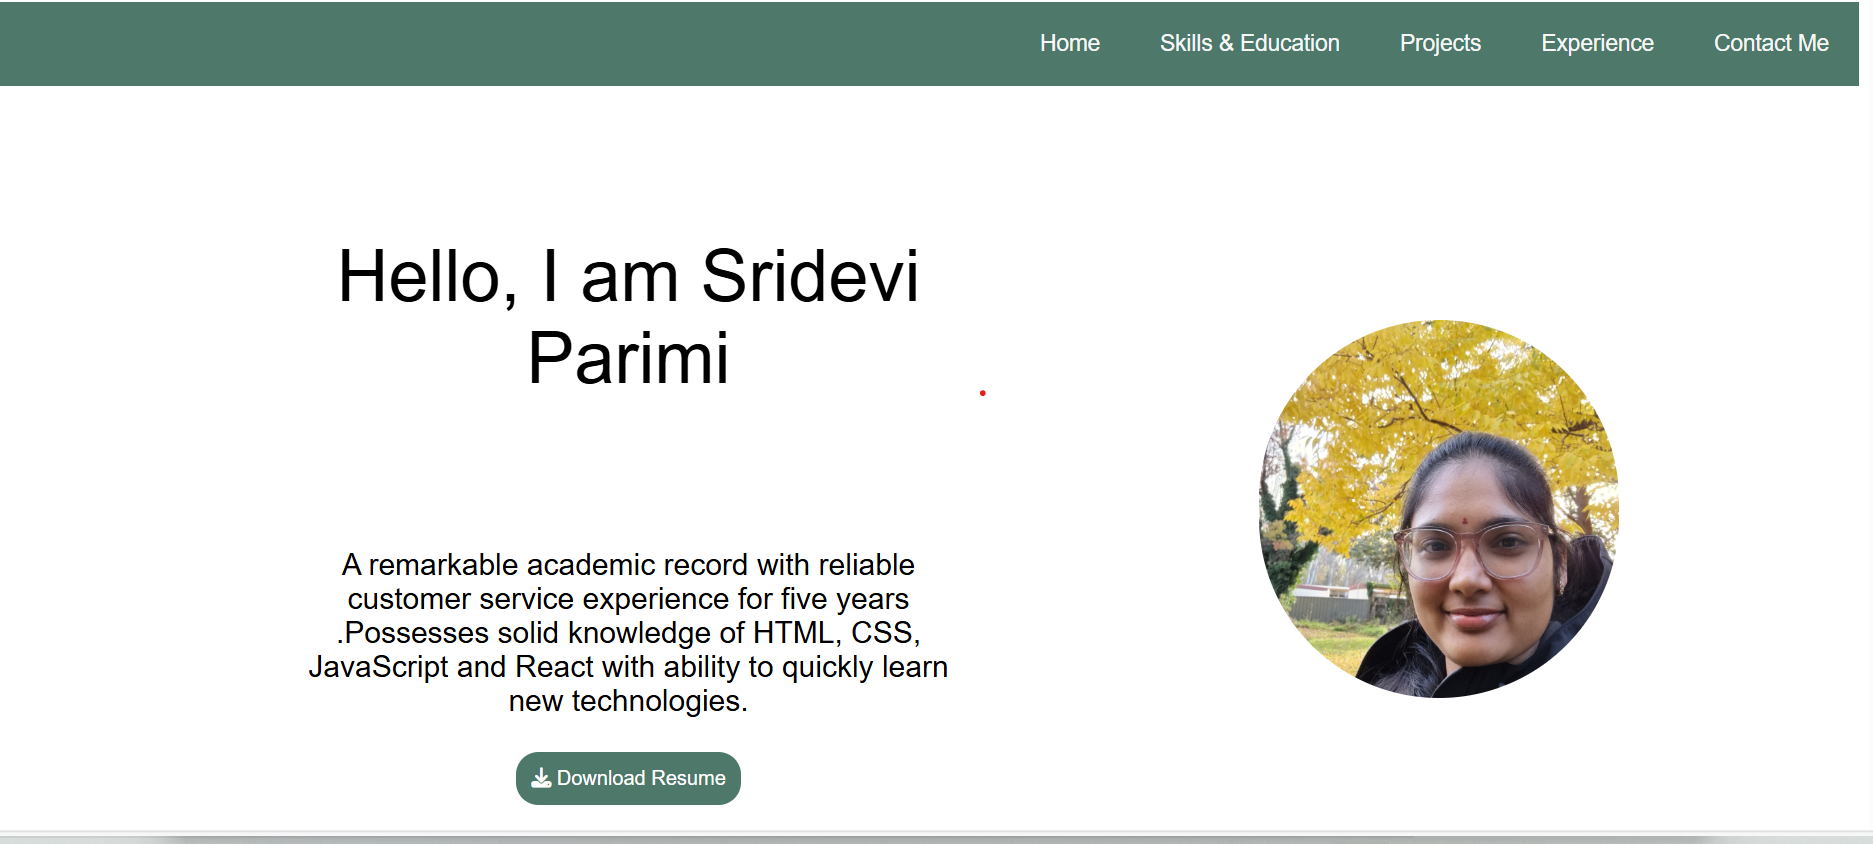 Home Skills & Education Projects Experience Contact Me
Hello, I am Sridevi
Parimi
A remarkable academic record with reliable
customer service experience for five years
.Possesses solid knowledge of HTML, CSS,
JavaScript and React with ability to quickly learn
new technologies.
Download Resume